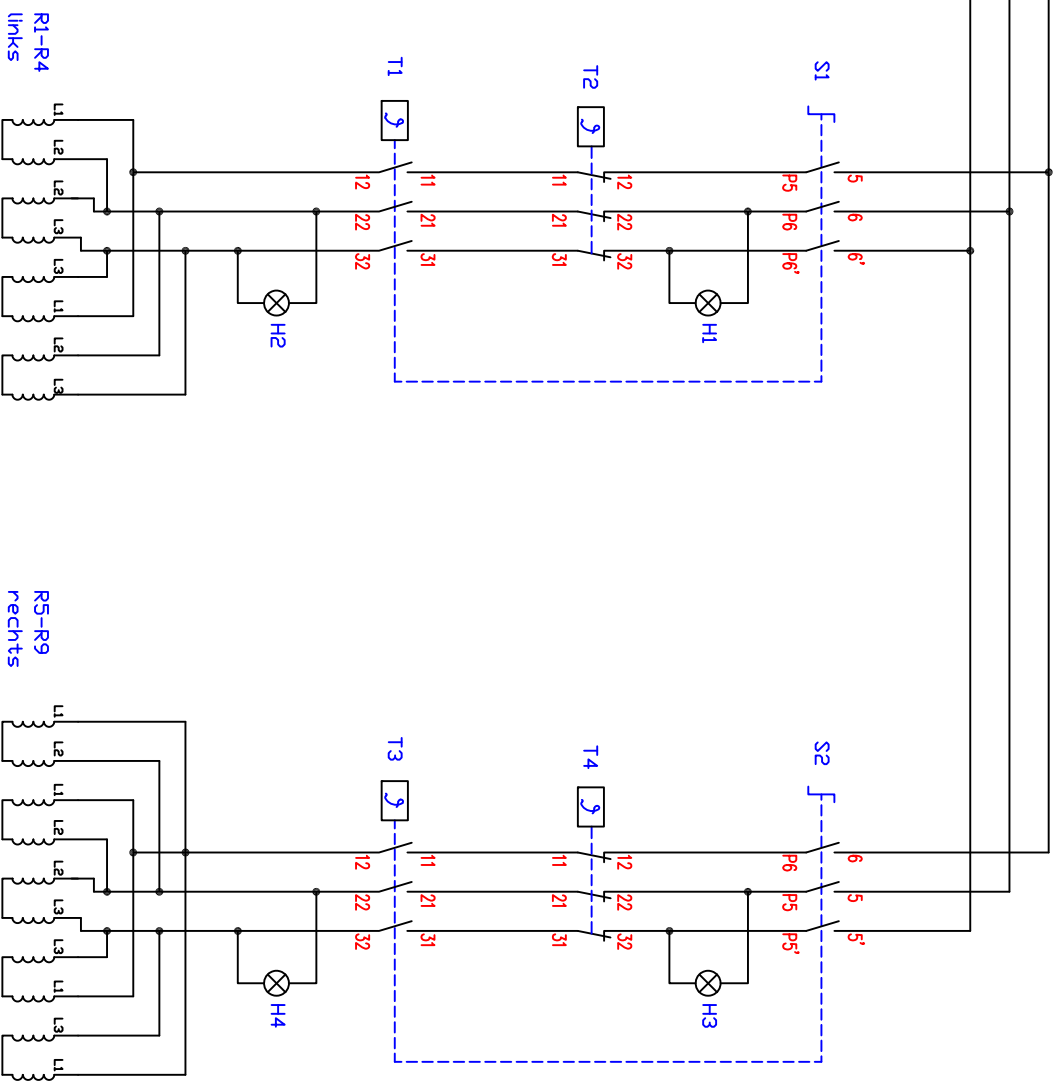 R1-R4
links
T1
T2
S1
L1
L2
L2
L3
L3
L1
L2
L3
12
11
11
12
P5
5
22
21
21
22
P6
6
32
31
31
32
P6'
6'
H2
H1
R5-R9
rechts
T3
T4
S2
L1
L2
L1
L2
L2
L3
L3
L1
L3
L1
12
11
11
12
P6
6
22
21
21
22
P5
5
32
31
31
32
P5'
5'
H4
H3